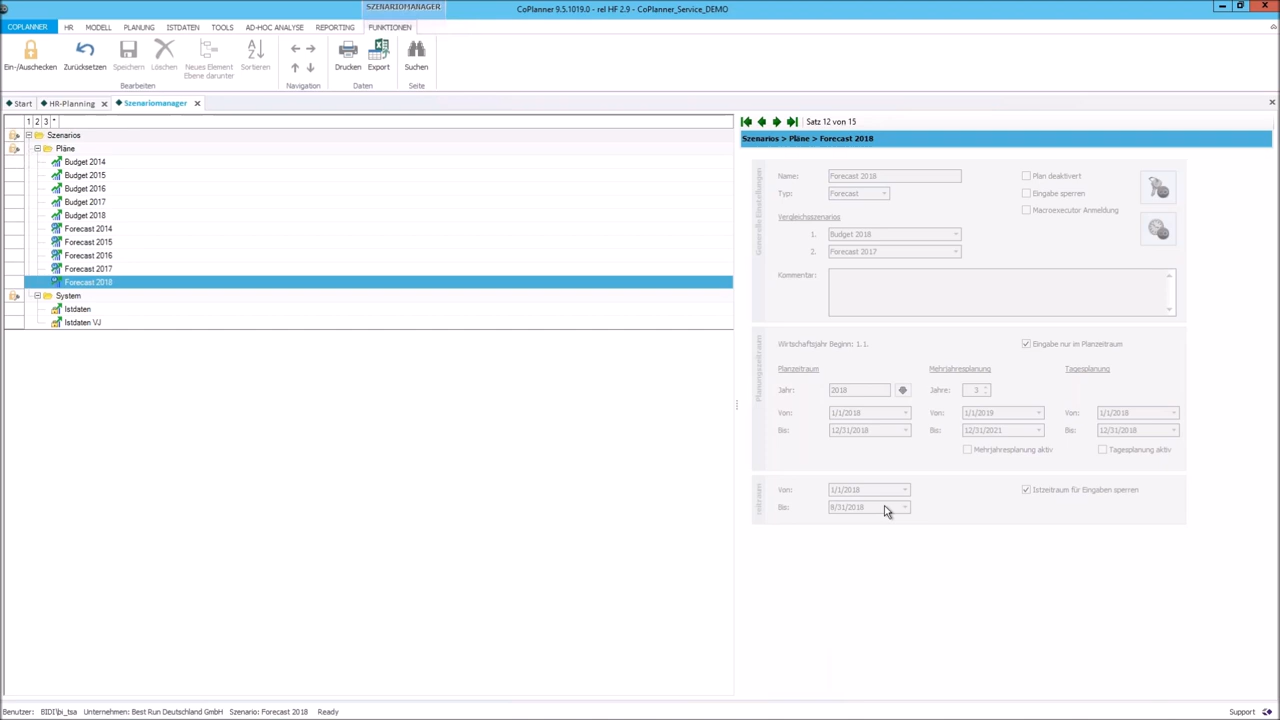 SZENARIOMANAGER
CoPlanner 9.5.1019.0 - rel HF 2.9 - CoPlanner_Service_DEMO
COPLANNER HR MODELL PLANUNG ISTDATEN TOOLS AD-HOC ANALYSE REPORTING FUNKTIONEN
Ein-/Auschecken Zurücksetzen Speichern Löschen Neues Element Ebene darunter Sortieren Drucken Export Suchen
Bearbeiten Navigation Daten Seite
Start HR-Planning Szenariomanager
1 2 3 *
Szenarios
Pläne
Budget 2014
Budget 2015
Budget 2016
Budget 2017
Budget 2018
Forecast 2014
Forecast 2015
Forecast 2016
Forecast 2017
Forecast 2018
System
Istdaten
Istdaten VJ
Satz 12 von 15
Szenarios > Pläne > Forecast 2018
Generelle Einstellungen
Name: Forecast 2018 Plan deaktivert
Typ: Forecast Eingabe sperren
Macroexecutor Anmeldung
Vergleichsszenarios
1. Budget 2018
2. Forecast 2017
Kommentar:
Planungszeitraum
Wirtschaftsjahr Beginn: 1.1. Eingabe nur im Planzeitraum
Planzeitraum Mehrjahresplanung Tagesplanung
Jahr: 2018 Jahre: 3
Von: 1/1/2018 Von: 1/1/2019 Von: 1/1/2018
Bis: 12/31/2018 Bis: 12/31/2021 Bis: 12/31/2018
Mehrjahresplanung aktiv Tagesplanung aktiv
Von: 1/1/2018 Istzeitraum für Eingaben sperren
Bis: 8/31/2018
Benutzer: BIDI\bi_tsa Unternehmen: Best Run Deutschland GmbH Szenario: Forecast 2018 Ready Support